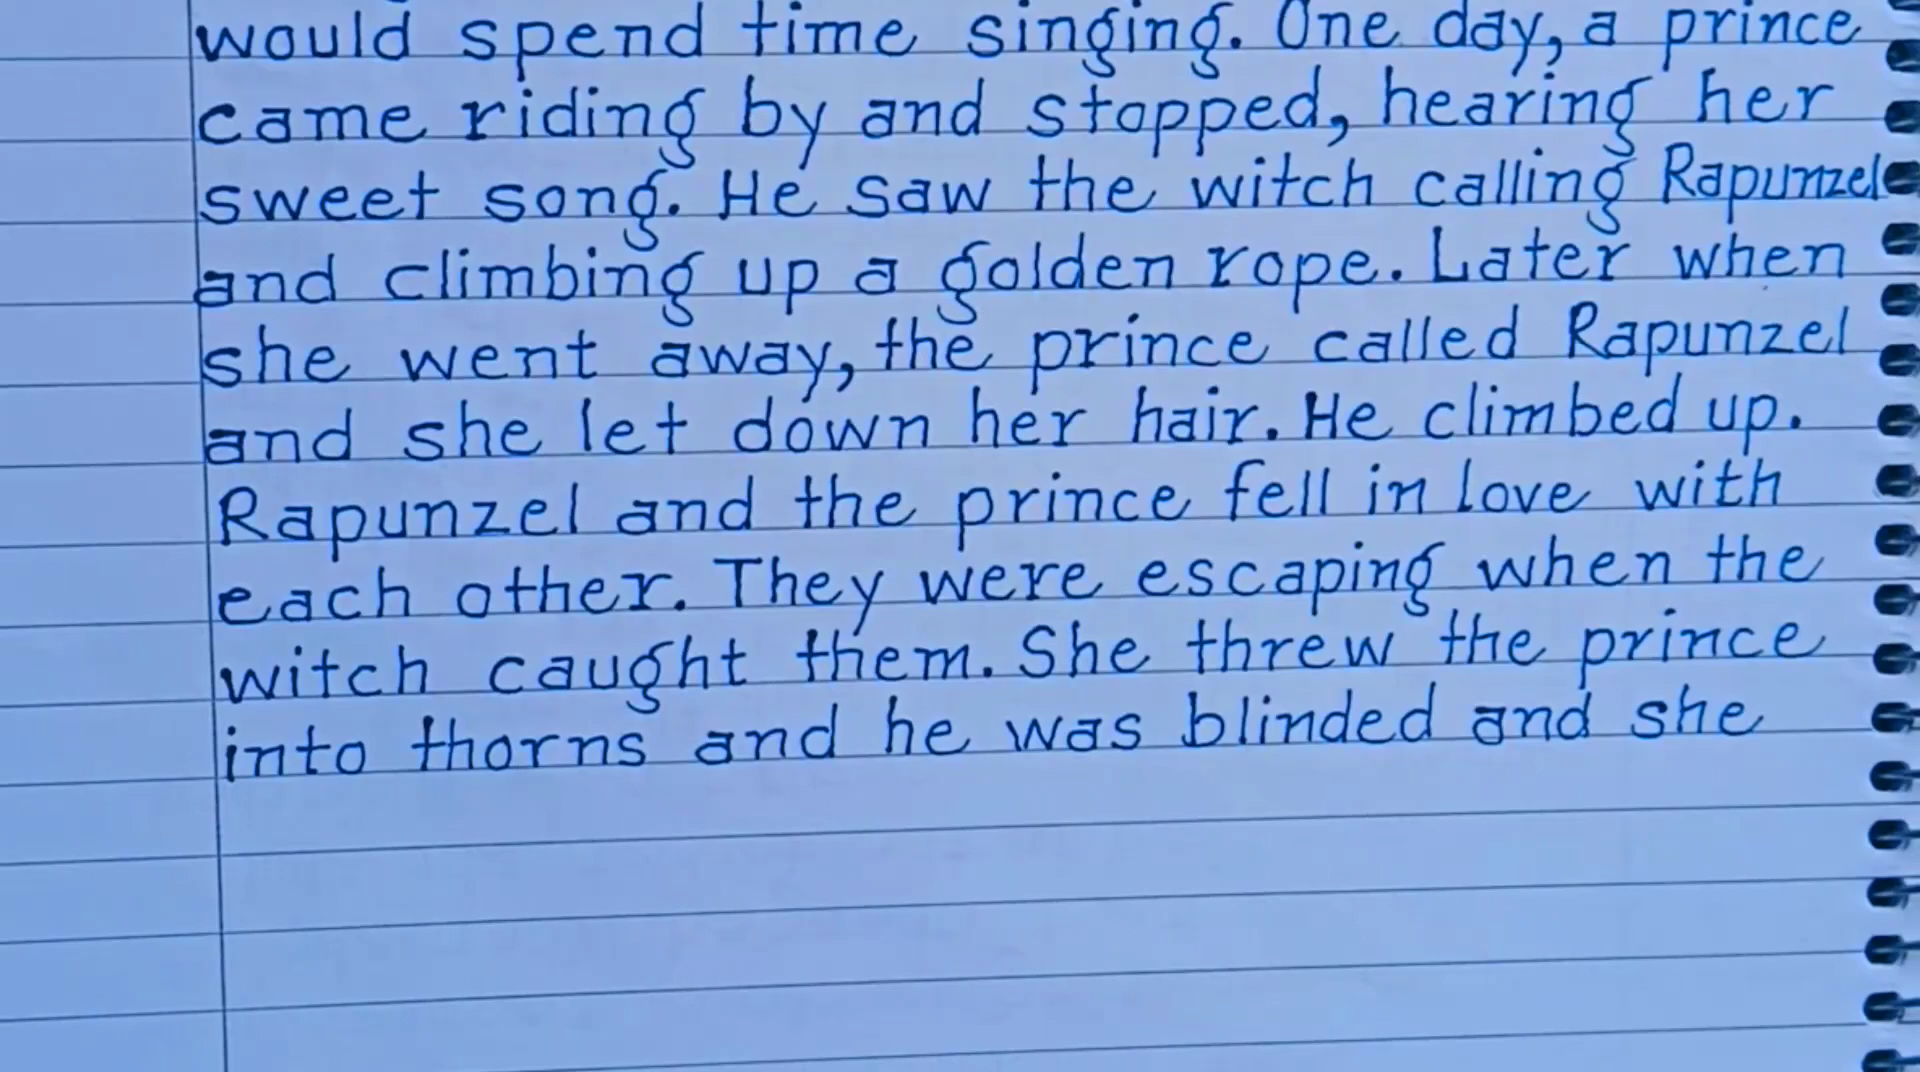 would spend time singing. One day, a prince
came riding by and stopped, hearing her
sweet song. He saw the witch calling Rapunzel
and climbing up a golden rope. Later when
she went away, the prince called Rapunzel
and she let down her hair. He climbed up.
Rapunzel and the prince fell in love with
each other. They were escaping when the
witch caught them. She threw the prince
into thorns and he was blinded and she